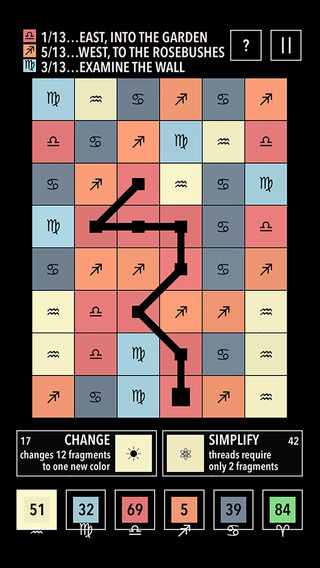 ♎ 1/13...EAST, INTO THE GARDEN
♐ 5/13...WEST, TO THE ROSEBUSHES
♍ 3/13...EXAMINE THE WALL
?
17 CHANGE
changes 12 fragments
to one new color
SIMPLIFY 42
threads require
only 2 fragments
51 32 69 5 39 84
♒ ♍ ♎ ♐ ♋ ♈